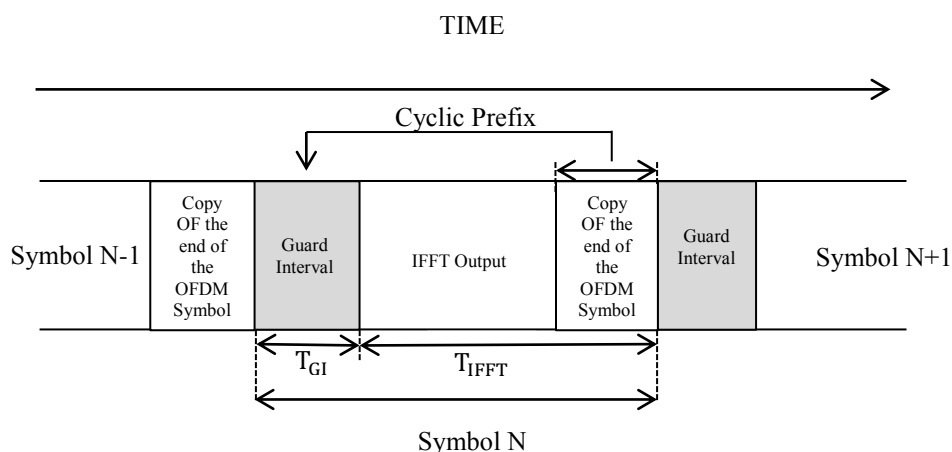 TIME
Cyclic Prefix
Symbol N-1
Copy
OF the
end of
the
OFDM
Symbol
Guard
Interval
IFFT Output
Copy
OF the
end of
the
OFDM
Symbol
Guard
Interval
Symbol N+1
T_GI
T_IFFT
Symbol N